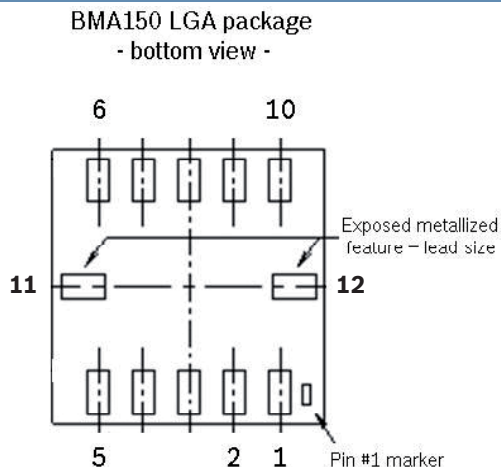 BMA150 LGA package
- bottom view -
6 10
Exposed metallized
feature – lead size
11 12
5 2 1 Pin #1 marker